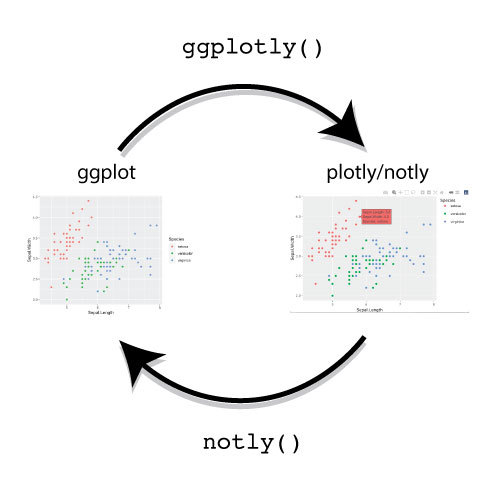 ggplotly()
ggplot
plotly/notly
Species
setosa
versicolor
virginica
Sepal.Width
Sepal.Length
Species
setosa
versicolor
virginica
Sepal.Width
Sepal.Length
notly()